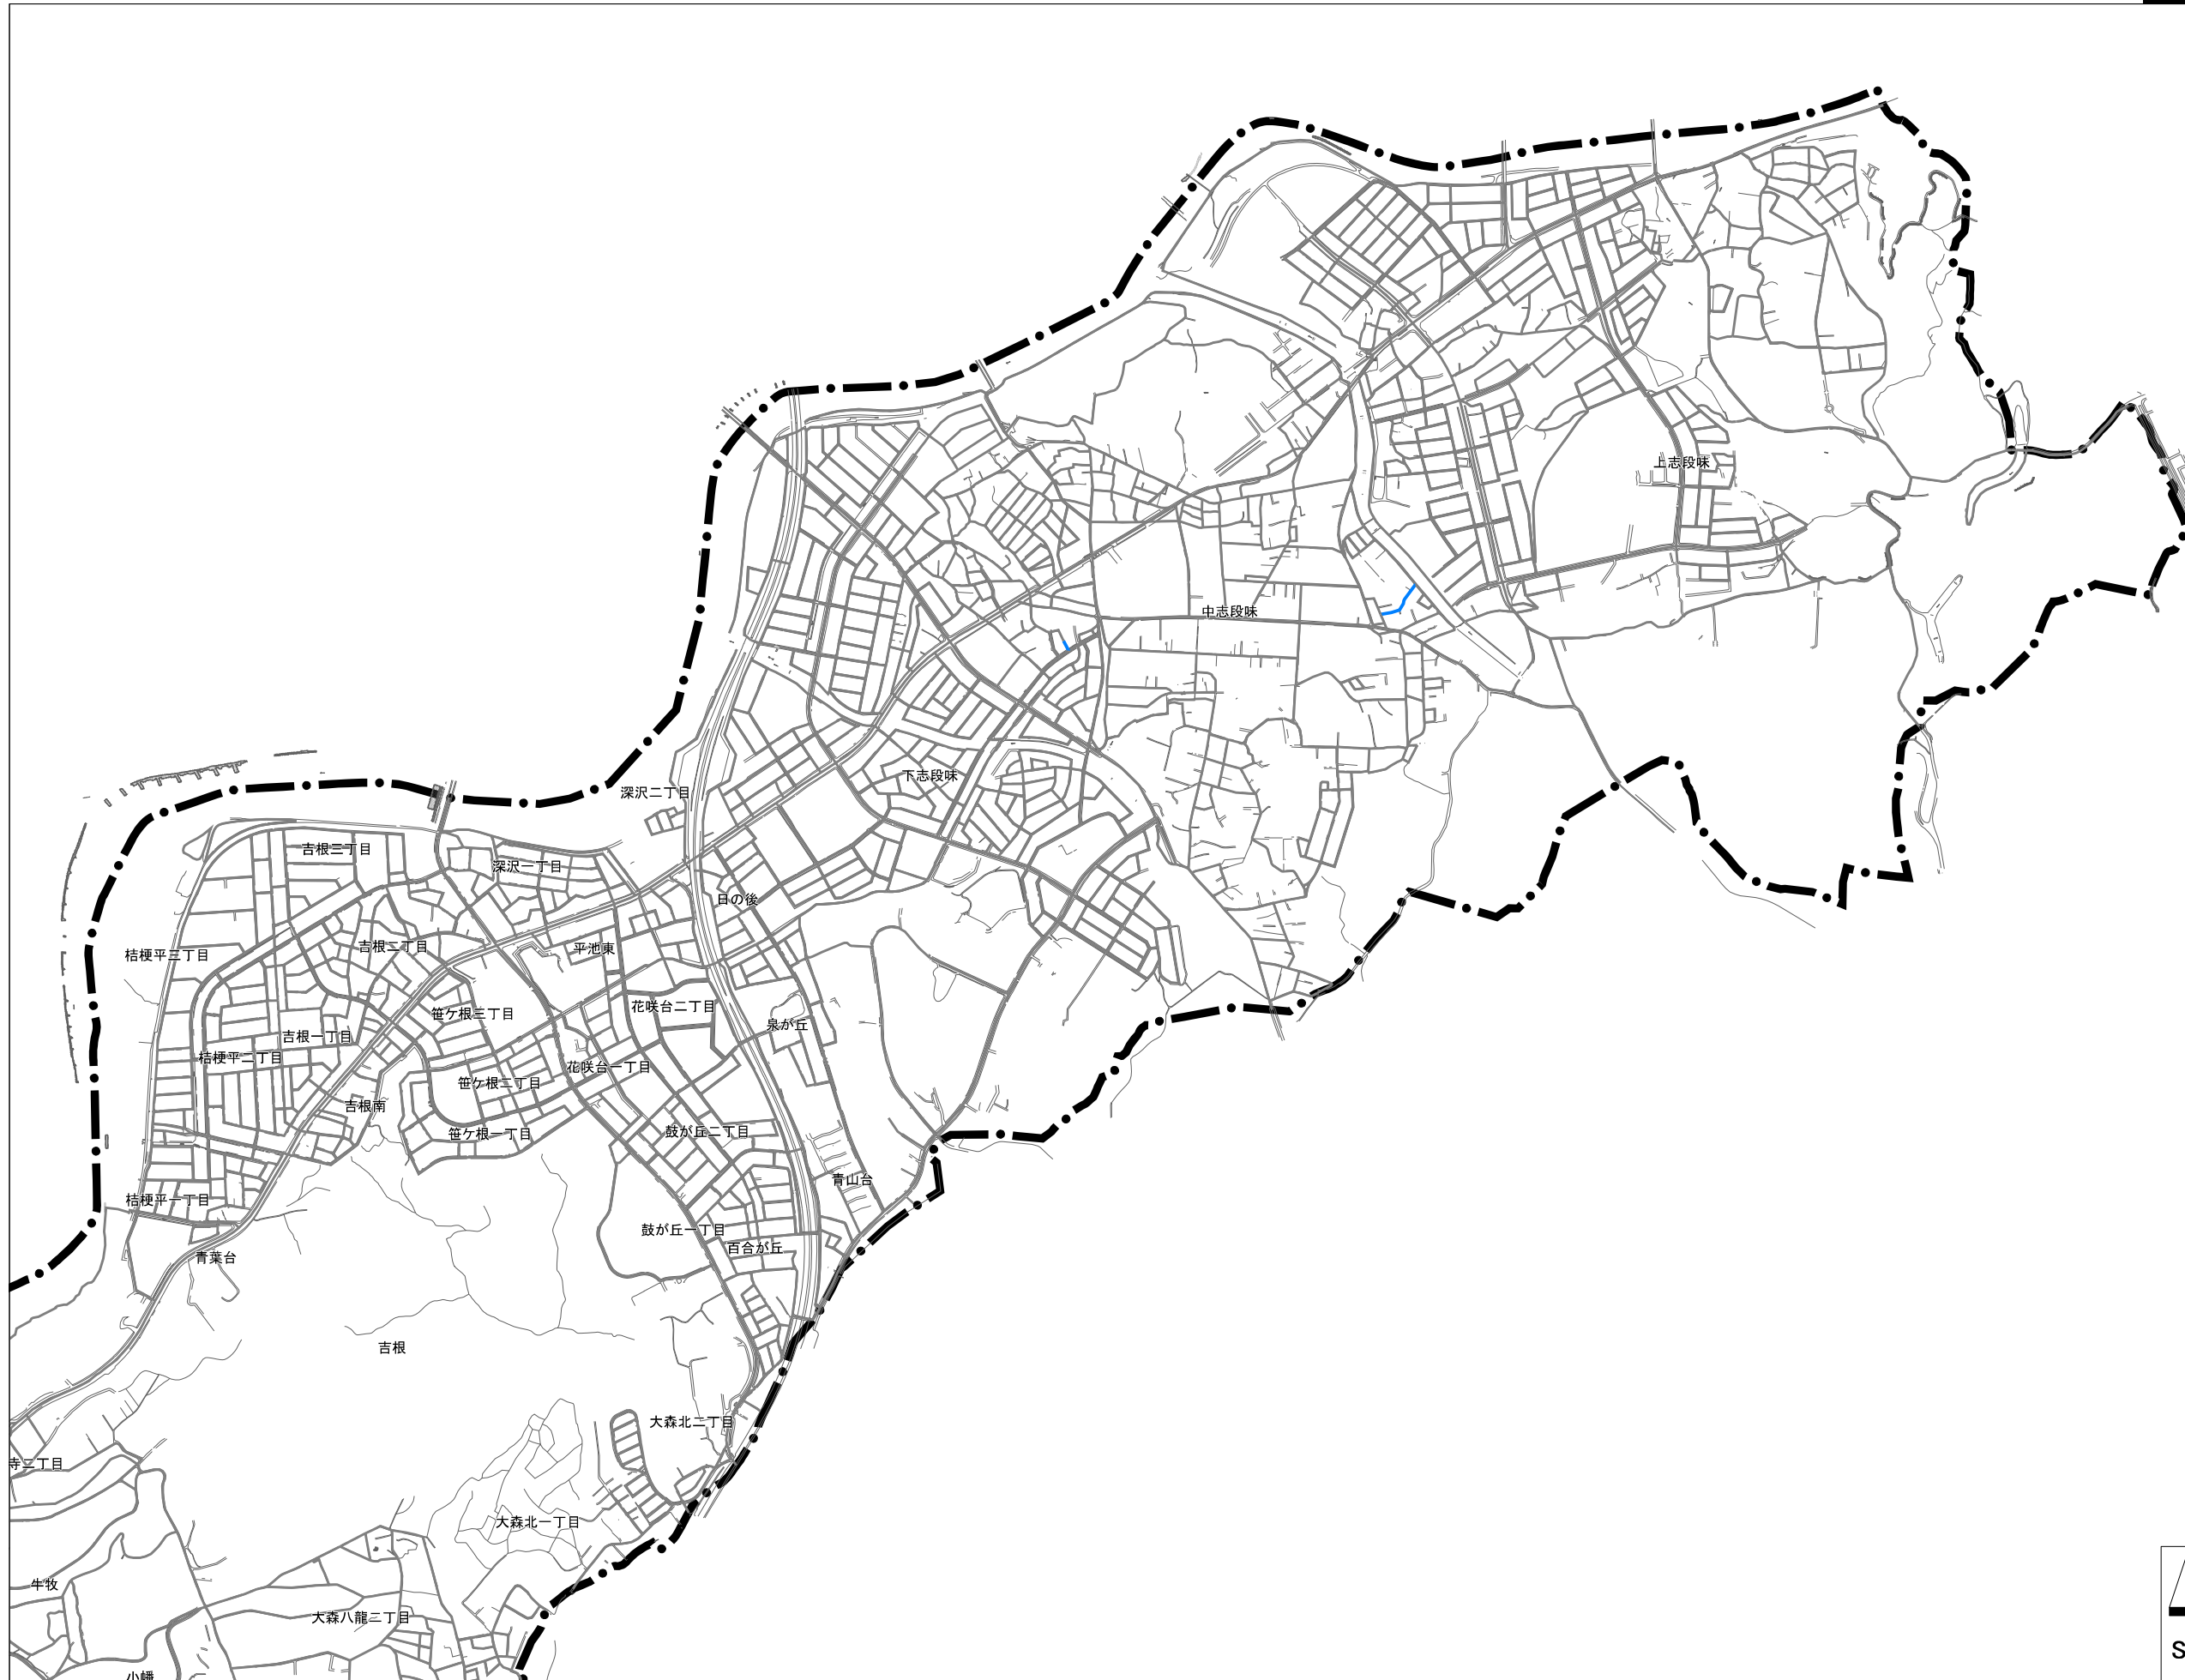 上志段味
中志段味
下志段味
深沢二丁目
吉根三丁目
深沢一丁目
日の後
吉根二丁目
平池東
桔梗平三丁目
花咲台二丁目
笹ケ根三丁目
泉が丘
吉根一丁目
桔梗平二丁目
花咲台一丁目
笹ケ根二丁目
吉根南
鼓が丘二丁目
笹ケ根一丁目
青山台
桔梗平一丁目
鼓が丘一丁目
百合が丘
青葉台
吉根
大森北二丁目
寺二丁目
大森北一丁目
牛牧
大森八龍二丁目
S
小幡